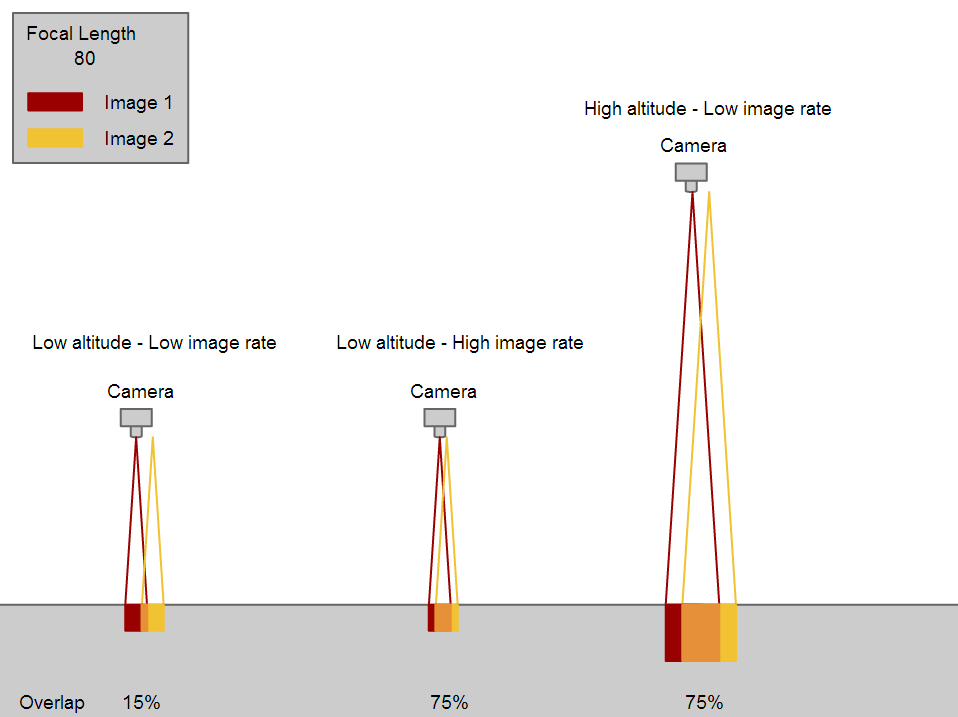 Focal Length
80
Image 1
Image 2
High altitude - Low image rate
Camera
Low altitude - Low image rate
Camera
Low altitude - High image rate
Camera
Overlap 15% 75% 75%